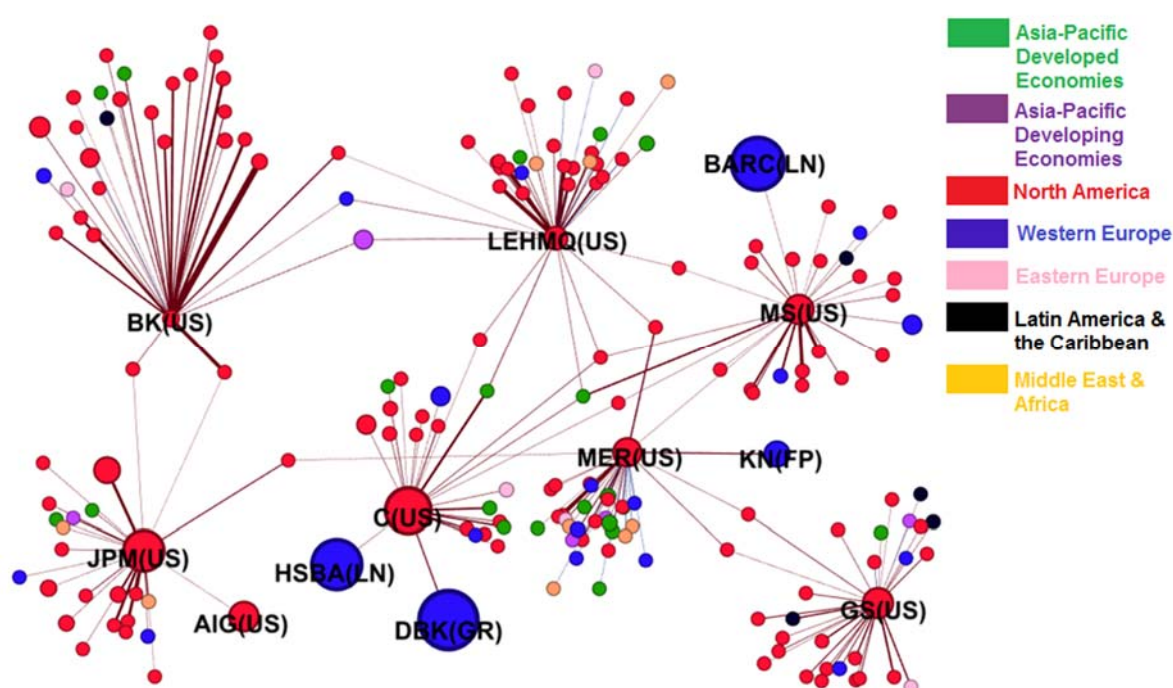 BARC(LN)
LEHMQ(US)
BK(US)
MS(US)
MER(US)
KN(FP)
C(US)
JPM(US)
HSBA(LN)
AIG(US)
DBK(GR)
GS(US)
Asia-Pacific
Developed
Economies
Asia-Pacific
Developing
Economies
North America
Western Europe
Eastern Europe
Latin America &
the Caribbean
Middle East &
Africa